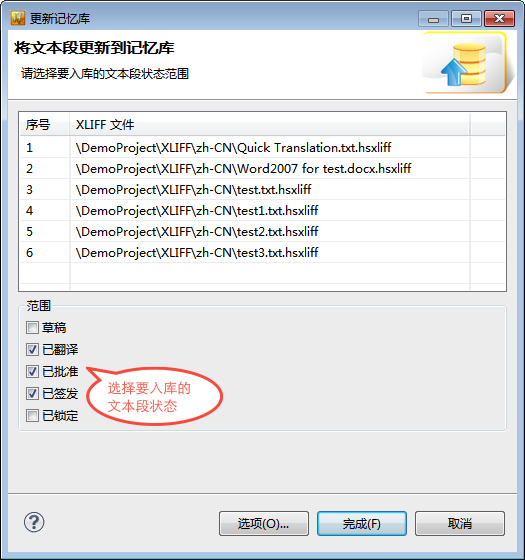 更新记忆库
将文本段更新到记忆库
请选择要入库的文本段状态范围
序号 XLIFF 文件
1 \DemoProject\XLIFF\zh-CN\Quick Translation.txt.hsxliff
2 \DemoProject\XLIFF\zh-CN\Word2007 for test.docx.hsxliff
3 \DemoProject\XLIFF\zh-CN\test.txt.hsxliff
4 \DemoProject\XLIFF\zh-CN\test1.txt.hsxliff
5 \DemoProject\XLIFF\zh-CN\test2.txt.hsxliff
6 \DemoProject\XLIFF\zh-CN\test3.txt.hsxliff
范围
草稿
已翻译
已批准
已签发
已锁定
选择要入库的
文本段状态
选项(O)... 完成(F) 取消